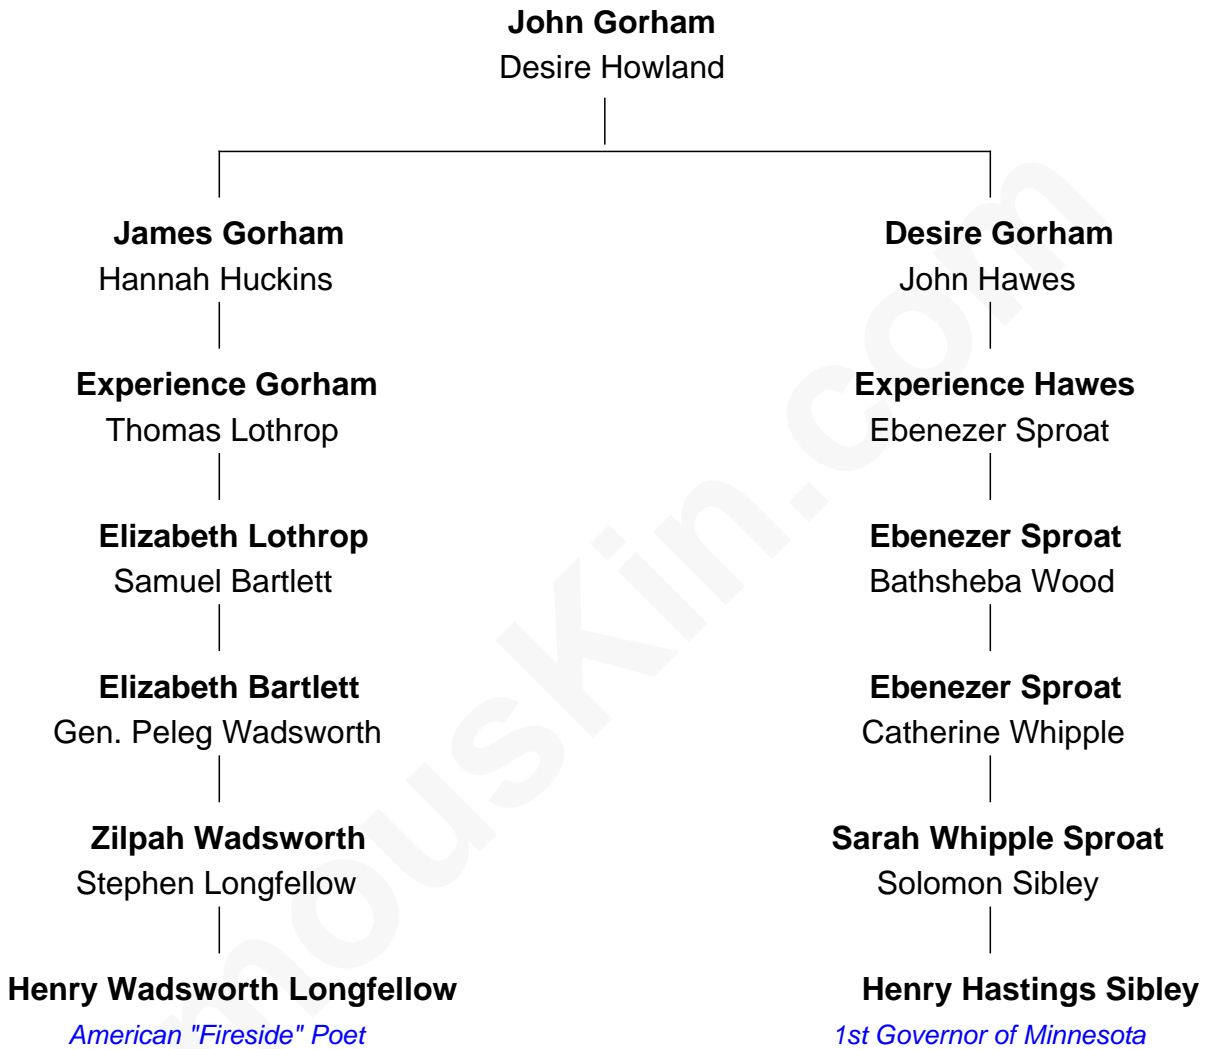 John Gorham
Desire Howland
James Gorham
Hannah Huckins
Desire Gorham
John Hawes
Experience Gorham
Thomas Lothrop
Experience Hawes
Ebenezer Sproat
Elizabeth Lothrop
Samuel Bartlett
Ebenezer Sproat
Bathsheba Wood
Elizabeth Bartlett
Gen. Peleg Wadsworth
Ebenezer Sproat
Catherine Whipple
Zilpah Wadsworth
Stephen Longfellow
Sarah Whipple Sproat
Solomon Sibley
Henry Wadsworth Longfellow
American "Fireside" Poet
Henry Hastings Sibley
1st Governor of Minnesota
mousKin.com